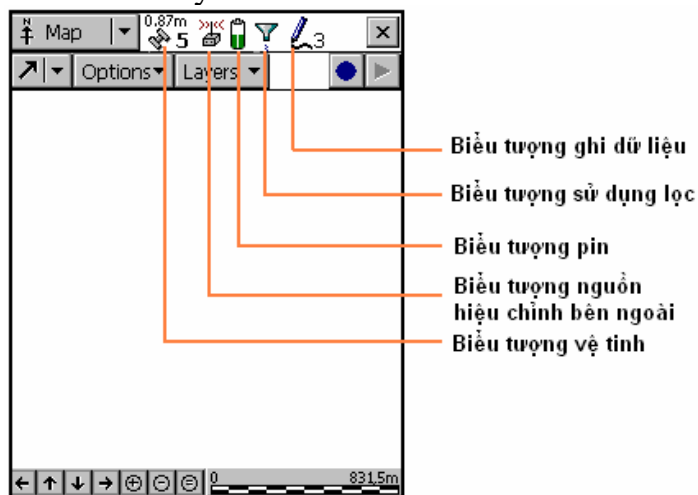 N
Map
0.87m
5
3
Options
Layers
Biểu tượng ghi dữ liệu
Biểu tượng sử dụng lọc
Biểu tượng pin
Biểu tượng nguồn
hiệu chỉnh bên ngoài
Biểu tượng vệ tinh
0
831,5m